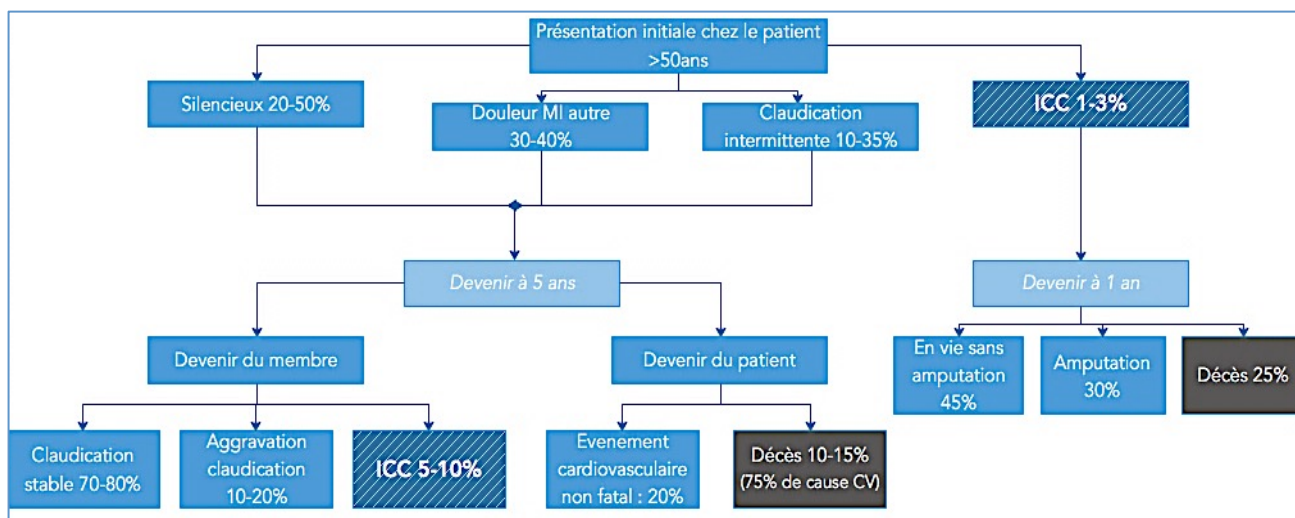 Présentation initiale chez le patient
>50ans
Silencieux 20-50%
Douleur MI autre
30-40%
Claudication
intermittente 10-35%
ICC 1-3%
Devenir à 5 ans
Devenir à 1 an
Devenir du membre
Devenir du patient
En vie sans
amputation
45%
Amputation
30%
Décès 25%
Claudication
stable 70-80%
Aggravation
claudication
10-20%
ICC 5-10%
Evenement
cardiovasculaire
non fatal : 20%
Décès 10-15%
(75% de cause CV)